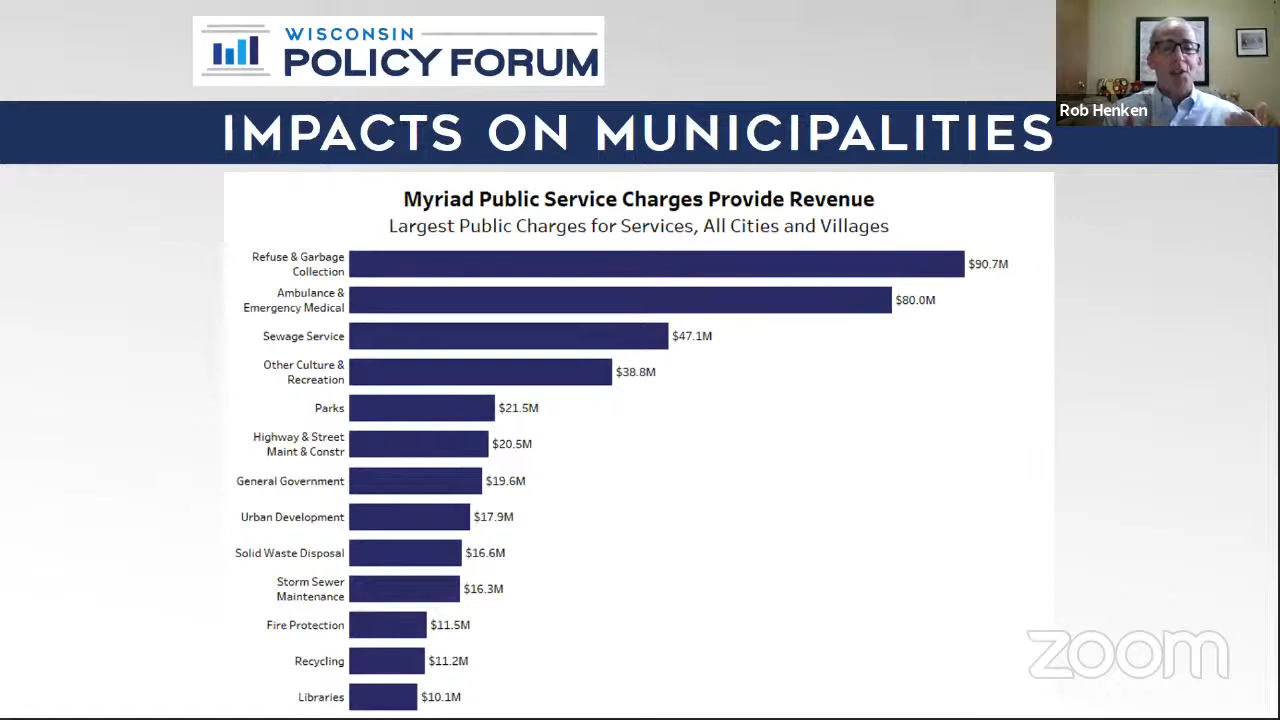 WISCONSIN
POLICY FORUM
Rob Henken
IMPACTS ON MUNICIPALITIES
Myriad Public Service Charges Provide Revenue
Largest Public Charges for Services, All Cities and Villages
Refuse & Garbage
Collection
$90.7M
Ambulance &
Emergency Medical
$80.0M
Sewage Service
$47.1M
Other Culture &
Recreation
$38.8M
Parks
$21.5M
Highway & Street
Maint & Constr
$20.5M
General Government
$19.6M
Urban Development
$17.9M
Solid Waste Disposal
$16.6M
Storm Sewer
Maintenance
$16.3M
Fire Protection
$11.5M
Recycling
$11.2M
Libraries
$10.1M
zoom